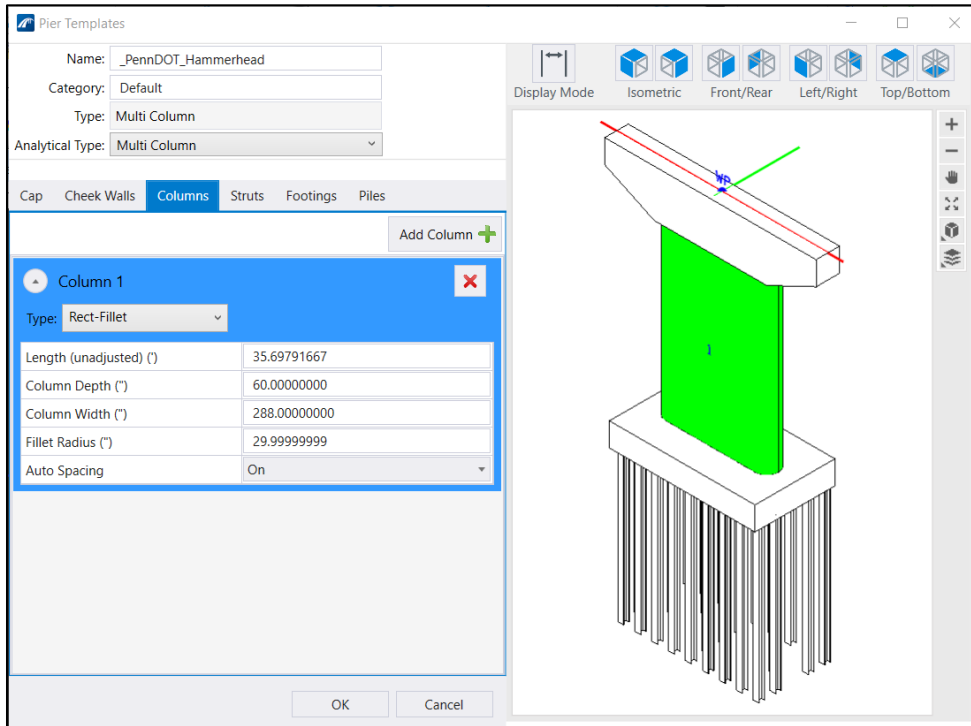 Pier Templates
Name: _PennDOT_Hammerhead
Category: Default
Type: Multi Column
Analytical Type: Multi Column
Cap Cheek Walls Columns Struts Footings Piles
Add Column
Column 1
Type: Rect-Fillet
Length (unadjusted) (') 35.69791667
Column Depth (") 60.00000000
Column Width (") 288.00000000
Fillet Radius (") 29.99999999
Auto Spacing On
OK Cancel
Display Mode Isometric Front/Rear Left/Right Top/Bottom
Wp
1